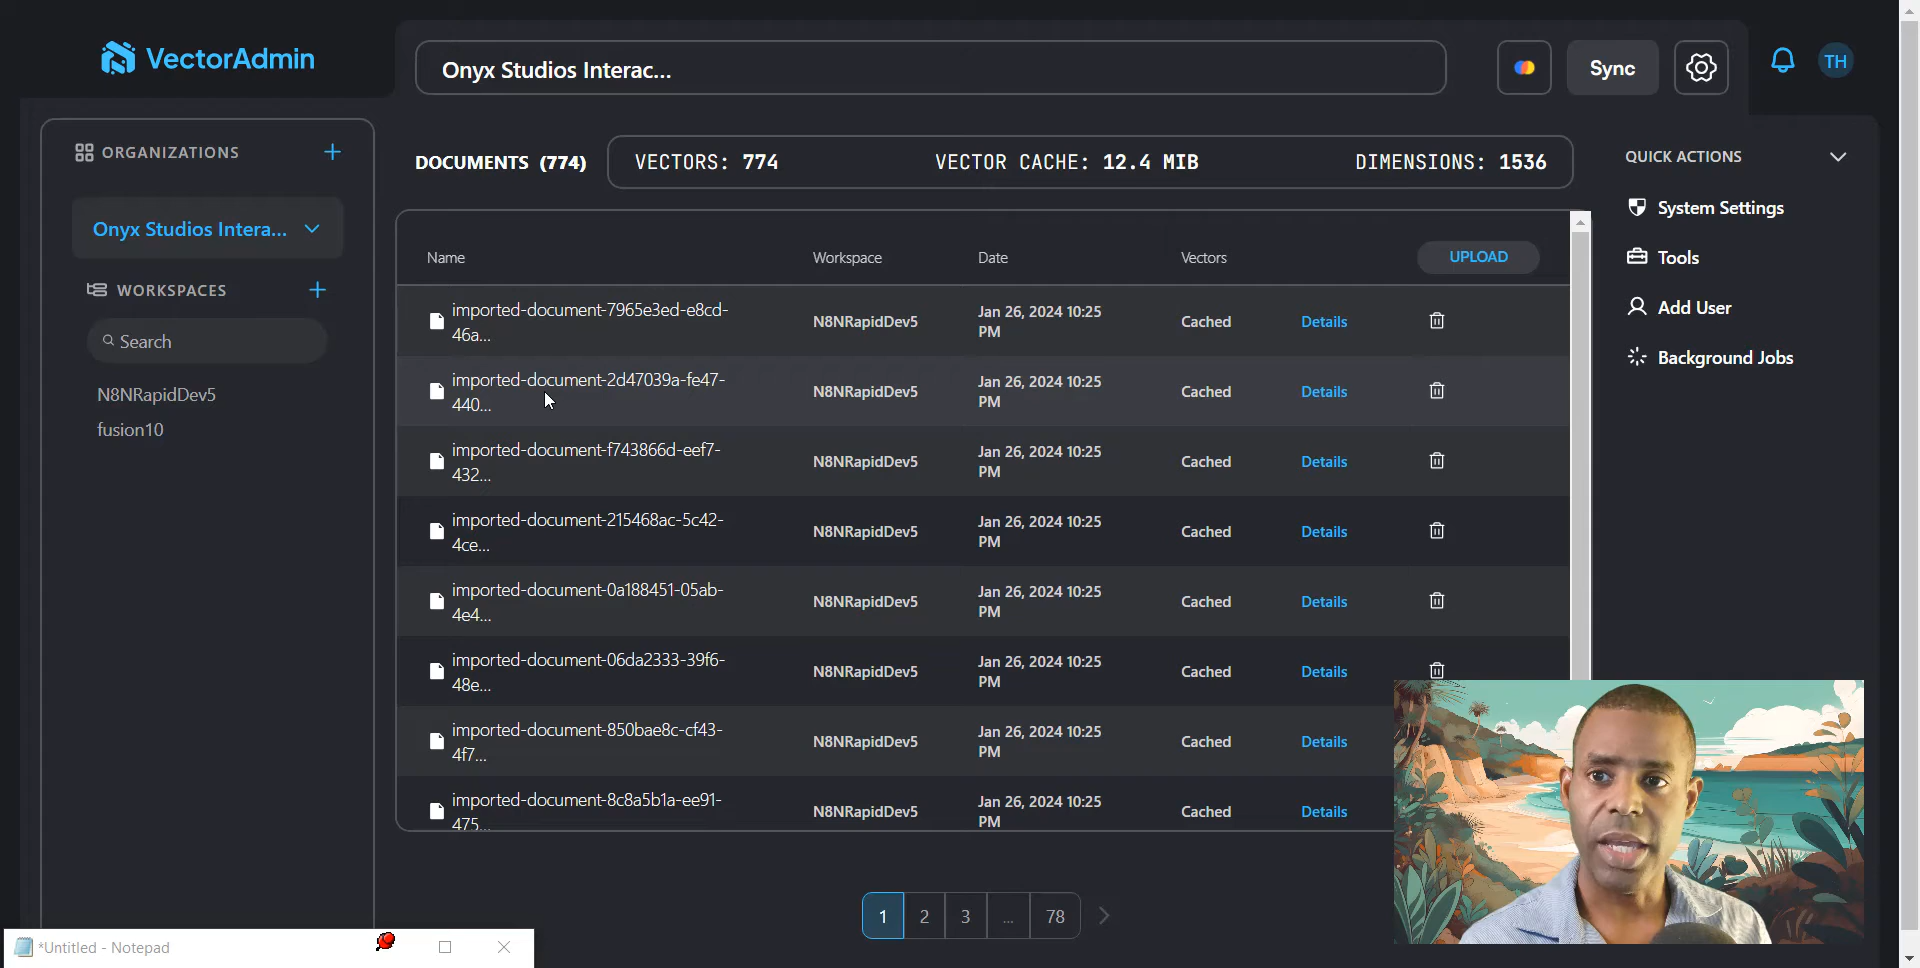 VectorAdmin
Onyx Studios Interac...
Sync
TH
ORGANIZATIONS
Onyx Studios Intera...
WORKSPACES
Search
N8NRapidDev5
fusion10
DOCUMENTS (774)
VECTORS: 774
VECTOR CACHE: 12.4 MIB
DIMENSIONS: 1536
Name
Workspace
Date
Vectors
UPLOAD
imported-document-7965e3ed-e8cd-
46a...
N8NRapidDev5
Jan 26, 2024 10:25
PM
Cached
Details
imported-document-2d47039a-fe47-
440...
N8NRapidDev5
Jan 26, 2024 10:25
PM
Cached
Details
imported-document-f743866d-eef7-
432...
N8NRapidDev5
Jan 26, 2024 10:25
PM
Cached
Details
imported-document-215468ac-5c42-
4ce...
N8NRapidDev5
Jan 26, 2024 10:25
PM
Cached
Details
imported-document-0a188451-05ab-
4e4...
N8NRapidDev5
Jan 26, 2024 10:25
PM
Cached
Details
imported-document-06da2333-39f6-
48e...
N8NRapidDev5
Jan 26, 2024 10:25
PM
Cached
Details
imported-document-850bae8c-cf43-
4f7...
N8NRapidDev5
Jan 26, 2024 10:25
PM
Cached
Details
imported-document-8c8a5b1a-ee91-
475...
N8NRapidDev5
Jan 26, 2024 10:25
PM
Cached
Details
1
2
3
...
78
QUICK ACTIONS
System Settings
Tools
Add User
Background Jobs
*Untitled - Notepad